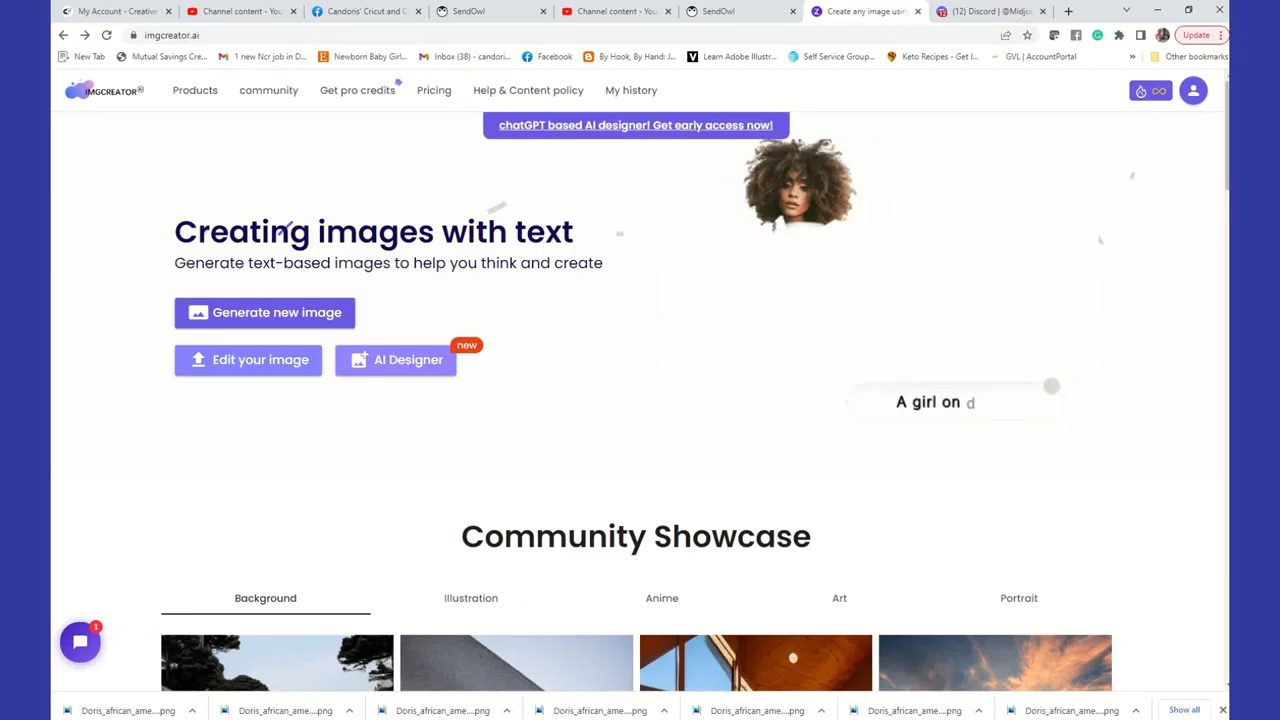 My Account - Creative
Channel content - You
Candoris' Cricut and G
SendOwl
Channel content - You
SendOwl
Create any image using
(12) Discord | @Midjou
imgcreator.ai
Update
New Tab
Mutual Savings Cre...
1 new Ncr job in D...
Newborn Baby Girl...
Inbox (38) - candori...
Facebook
By Hook, By Hand: J...
Learn Adobe Illustr...
Self Service Group...
Keto Recipes - Get I...
GVL | AccountPortal
»
Other bookmarks
IMGCREATOR
Products
community
Get pro credits
Pricing
Help & Content policy
My history
chatGPT based AI designer! Get early access now!
Creating images with text
Generate text-based images to help you think and create
Generate new image
Edit your image
AI Designer
new
A girl on d
Community Showcase
Background
Illustration
Anime
Art
Portrait
1
Doris_african_ame....png
Doris_african_ame....png
Doris_african_ame....png
Doris_african_ame....png
Doris_african_ame....png
Doris_african_ame....png
Doris_african_ame....png
Show all